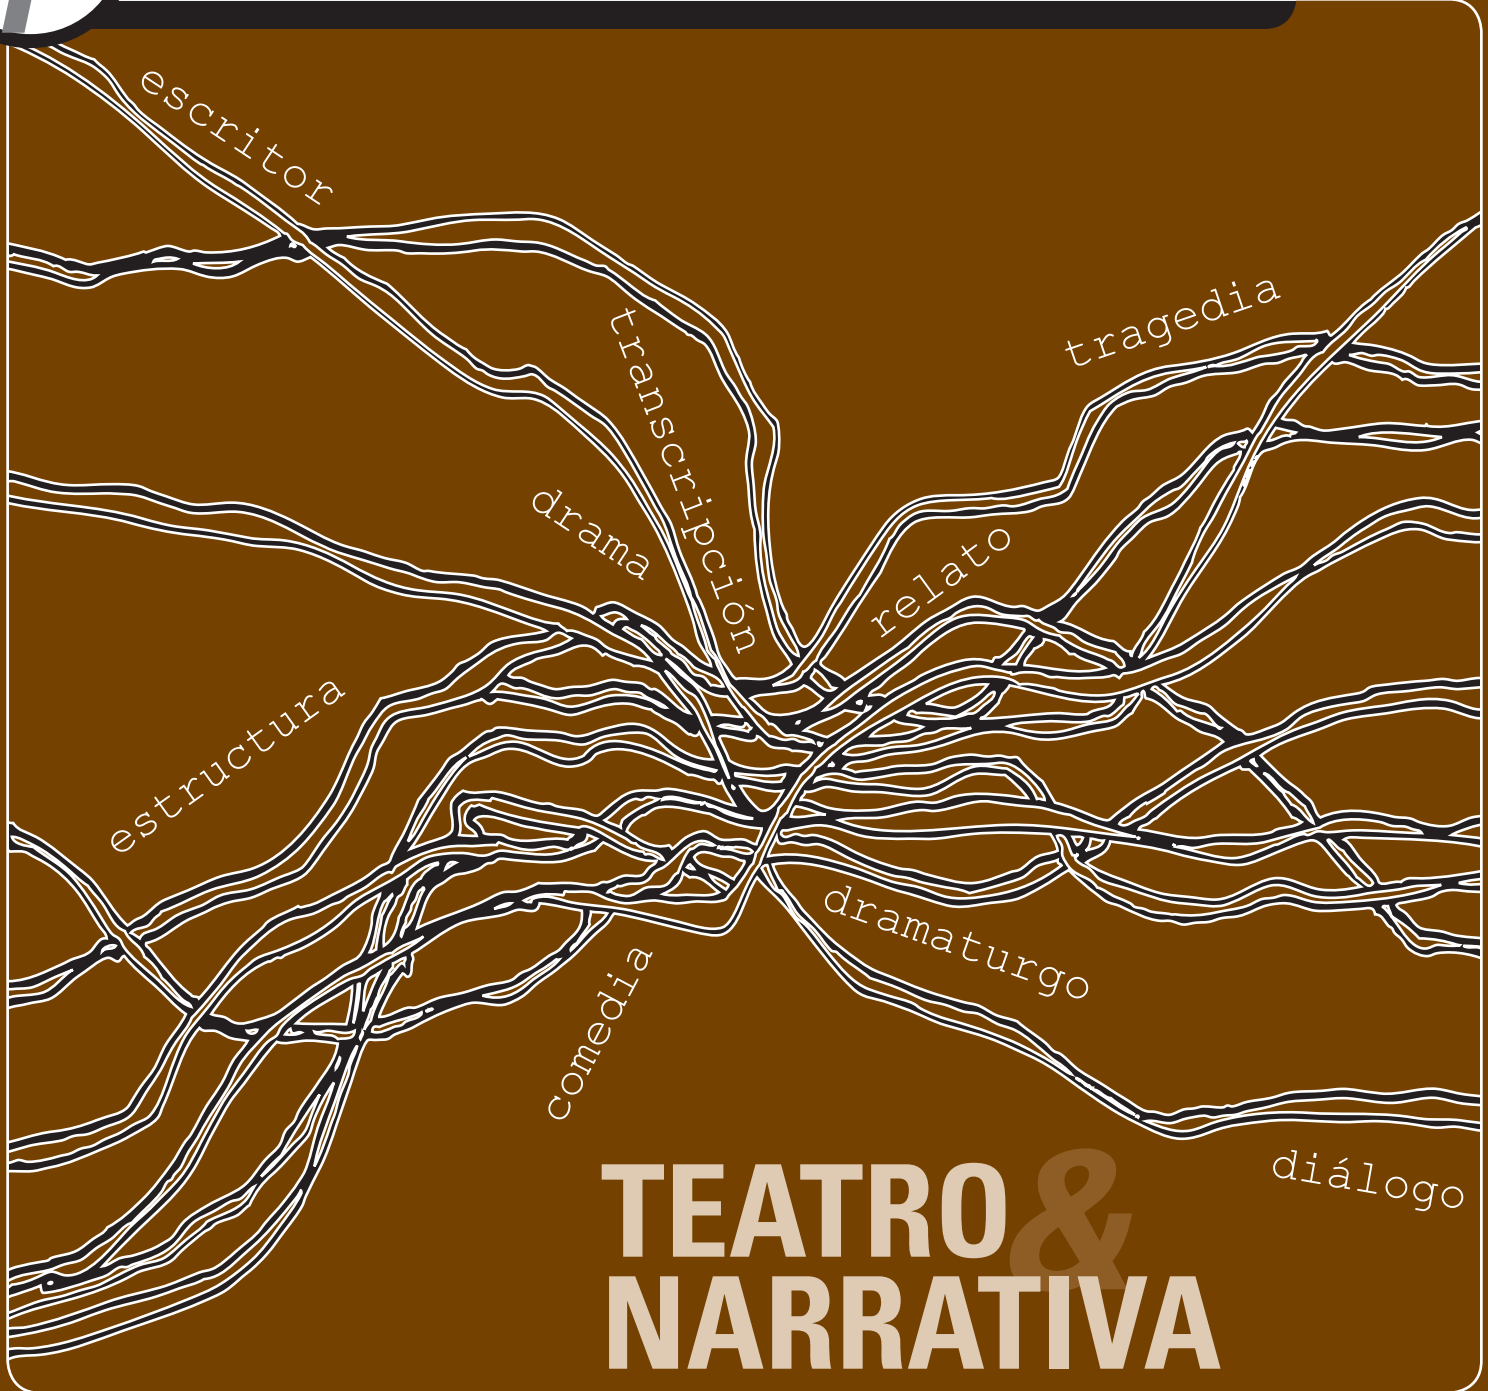 escritor
transcripción
tragedia
drama
relato
estructura
dramaturgo
comedia
diálogo
TEATRO &
NARRATIVA